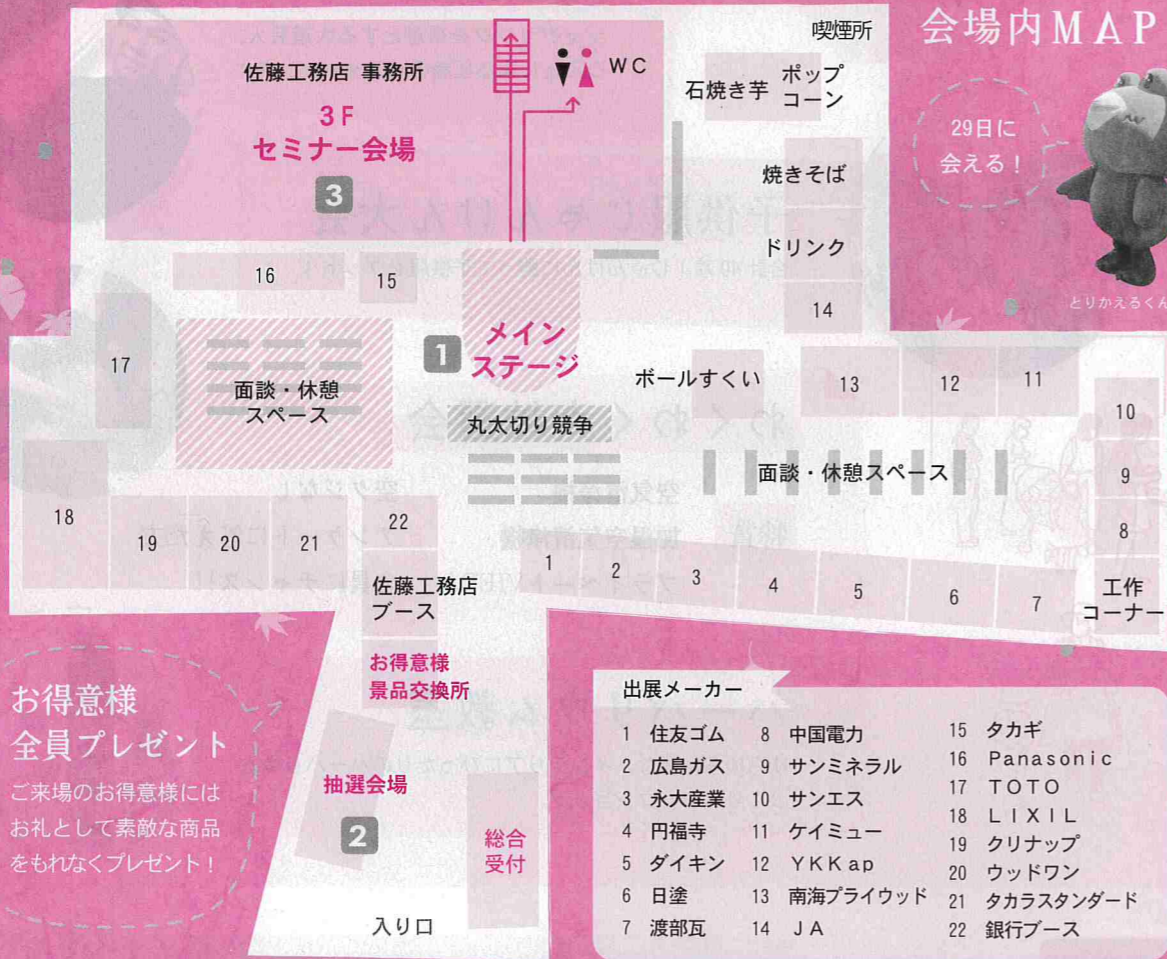 会場内MAP
29日に
会える！
とりかえるくん
喫煙所
佐藤工務店 事務所
3F
セミナー会場
3
WC
石焼き芋
ポップ
コーン
焼きそば
ドリンク
14
16
15
1
メイン
ステージ
17
面談・休憩
スペース
丸太切り競争
ボールすくい
13
12
11
10
9
8
面談・休憩スペース
18
19
20
21
22
佐藤工務店
ブース
1
2
3
4
5
6
7
工作
コーナー
お得意様
景品交換所
抽選会場
2
総合
受付
入り口
お得意様
全員プレゼント
ご来場のお得意様には
お礼として素敵な商品
をもれなくプレゼント！
出展メーカー
1 住友ゴム
2 広島ガス
3 永大産業
4 円福寺
5 ダイキン
6 日塗
7 渡部瓦
8 中国電力
9 サンミネラル
10 サンエス
11 ケイミュー
12 YKKap
13 南海プライウッド
14 JA
15 タカギ
16 Panasonic
17 TOTO
18 LIXIL
19 クリナップ
20 ウッドワン
21 タカラスタンダード
22 銀行ブース